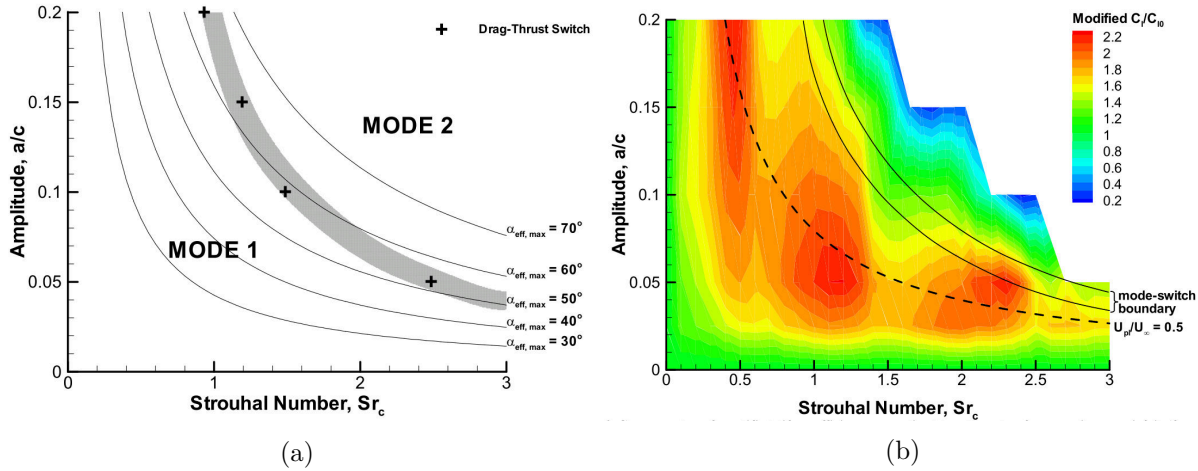 0.2
0.15
0.1
0.05
0
Amplitude, a/c
0
1
2
3
Strouhal Number, Sr_c
Drag-Thrust Switch
MODE 2
MODE 1
α_eff, max = 70°
α_eff, max = 60°
α_eff, max = 50°
α_eff, max = 40°
α_eff, max = 30°
(a)
0.2
0.15
0.1
0.05
0
Amplitude, a/c
0
0.5
1
1.5
2
2.5
3
Strouhal Number, Sr_c
Modified C_l/C_l0
2.2
2
1.8
1.6
1.4
1.2
1
0.8
0.6
0.4
0.2
mode-switch
boundary
U_pl/U_∞ = 0.5
(b)